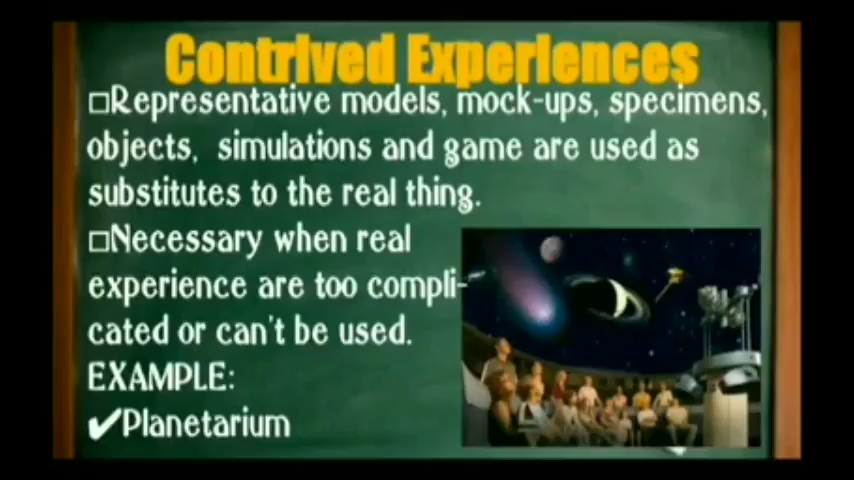 Contrived Experiences
□Representative models, mock-ups, specimens,
objects, simulations and game are used as
substitutes to the real thing.
□Necessary when real
experience are too compli-
cated or can't be used.
EXAMPLE:
✔Planetarium